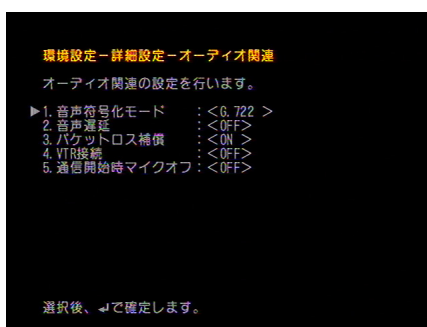 環境設定－詳細設定－オーディオ関連
オーディオ関連の設定を行います。
▶1.音声符号化モード :<G.722 >
2.音声遅延 :<OFF>
3.パケットロス補償 :<ON >
4.VTR接続 :<OFF>
5.通信開始時マイクオフ:<OFF>
選択後、↲で確定します。